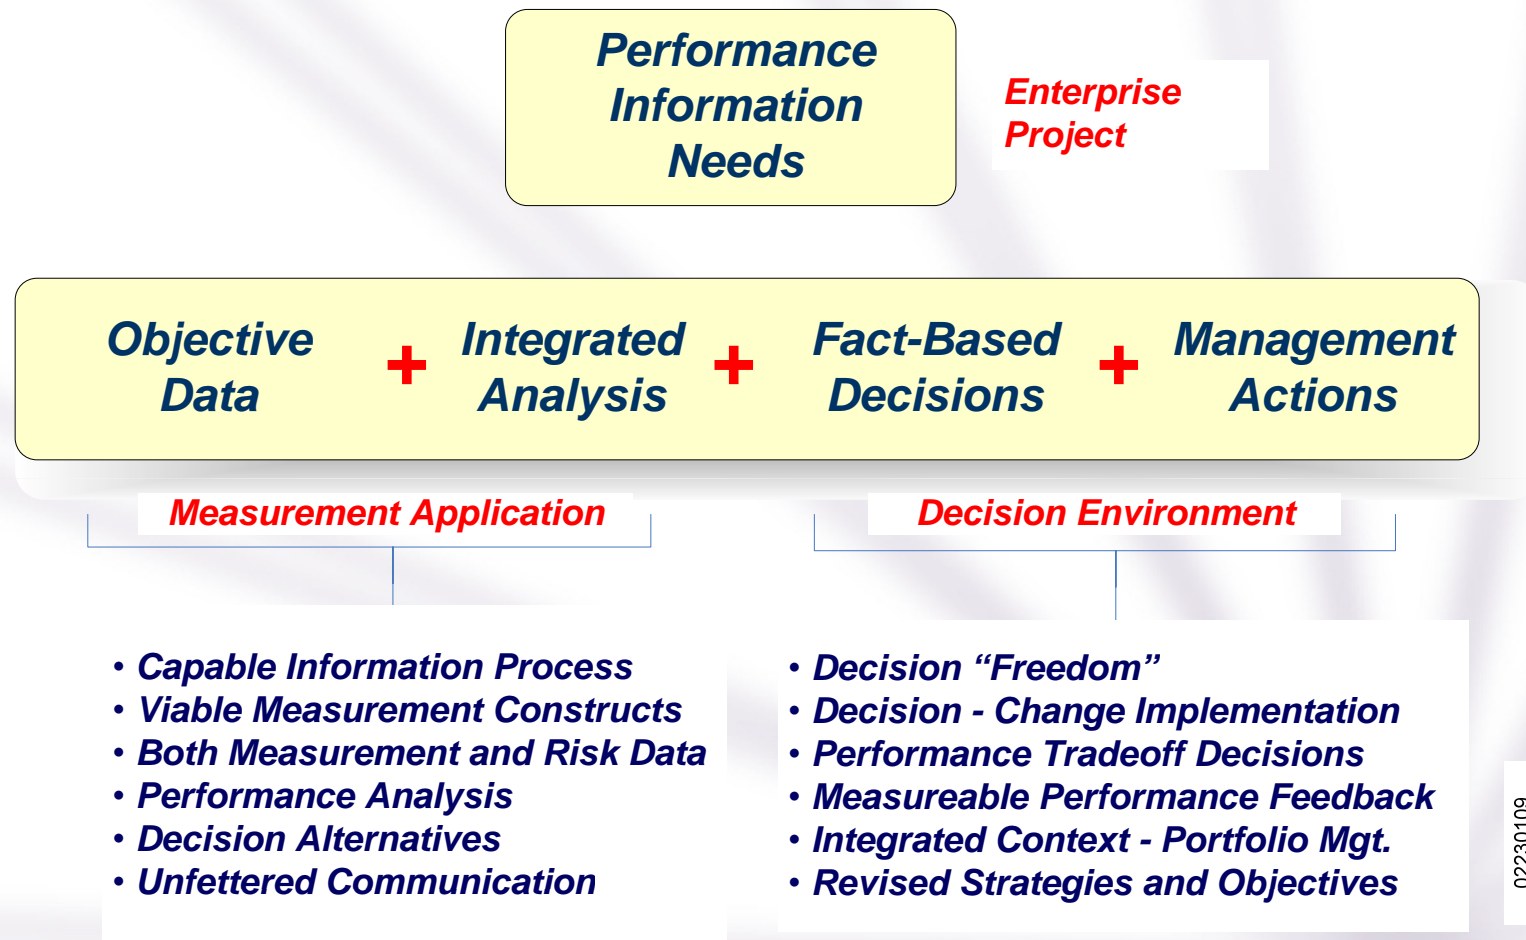 Performance
Information
Needs
Enterprise
Project
Objective
Data
+
Integrated
Analysis
+
Fact-Based
Decisions
+
Management
Actions
Measurement Application
Decision Environment
• Capable Information Process
• Viable Measurement Constructs
• Both Measurement and Risk Data
• Performance Analysis
• Decision Alternatives
• Unfettered Communication
• Decision “Freedom”
• Decision - Change Implementation
• Performance Tradeoff Decisions
• Measureable Performance Feedback
• Integrated Context - Portfolio Mgt.
• Revised Strategies and Objectives
02230109